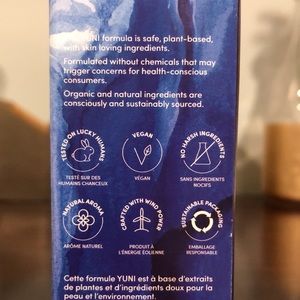 YUNI formula is safe, plant-based,
with skin loving ingredients.
Formulated without chemicals that may
trigger concerns for health-conscious
consumers.
Organic and natural ingredients are
consciously and sustainably sourced.
TESTED ON LUCKY HUMANS
VEGAN
NO HARSH INGREDIENTS
TESTÉ SUR DES
HUMAINS CHANCEUX
VÉGAN
SANS INGREDIENTS
NOCIFS
NATURAL AROMA
CRAFTED WITH WIND POWER
SUSTAINABLE PACKAGING
ARÔME NATUREL
PRODUIT À
L'ÉNERGIE ÉOLIENNE
EMBALLAGE
RESPONSABLE
Cette formule YUNI est à base d'extraits
de plantes et d'ingrédients doux pour la
peau et l'environnement.